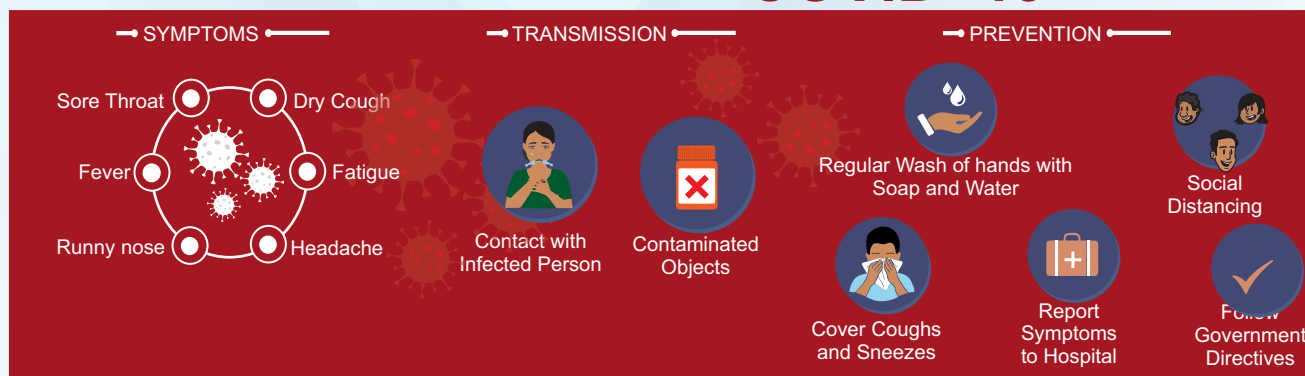 SYMPTOMS
Sore Throat
Dry Cough
Fever
Fatigue
Runny nose
Headache
TRANSMISSION
Contact with
Infected Person
Contaminated
Objects
PREVENTION
Regular Wash of hands with
Soap and Water
Social
Distancing
Cover Coughs
and Sneezes
Report
Symptoms
to Hospital
Follow
Government
Directives